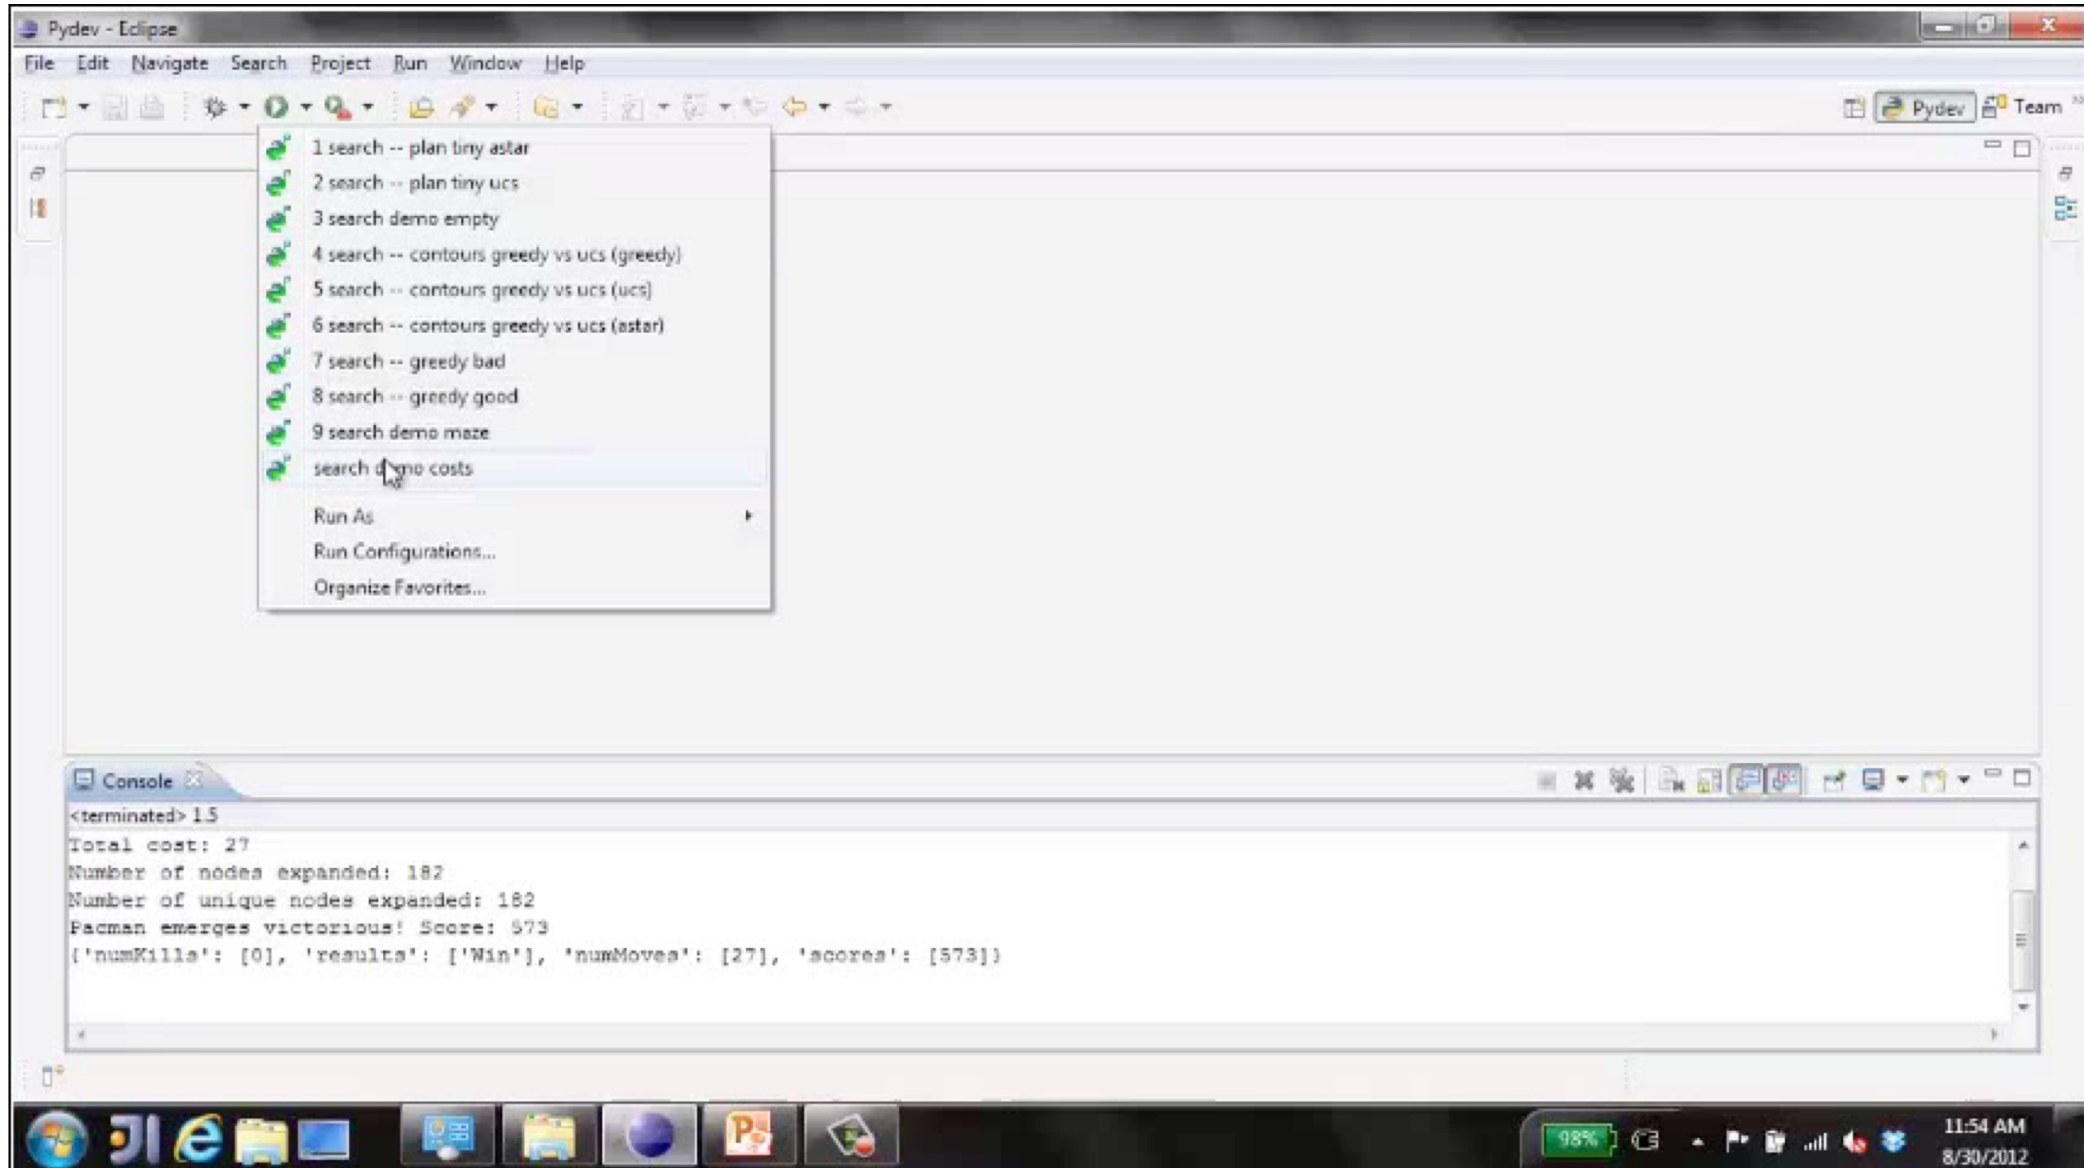 Pydev - Eclipse
File Edit Navigate Search Project Run Window Help
Pydev Team
1 search -- plan tiny astar
2 search -- plan tiny ucs
3 search demo empty
4 search -- contours greedy vs ucs (greedy)
5 search -- contours greedy vs ucs (ucs)
6 search -- contours greedy vs ucs (astar)
7 search -- greedy bad
8 search -- greedy good
9 search demo maze
search demo costs
Run As
Run Configurations...
Organize Favorites...
Console
<terminated> 1.5
Total cost: 27
Number of nodes expanded: 182
Number of unique nodes expanded: 182
Pacman emerges victorious! Score: 573
{'numKills': [0], 'results': ['Win'], 'numMoves': [27], 'scores': [573]}
98%
11:54 AM
8/30/2012